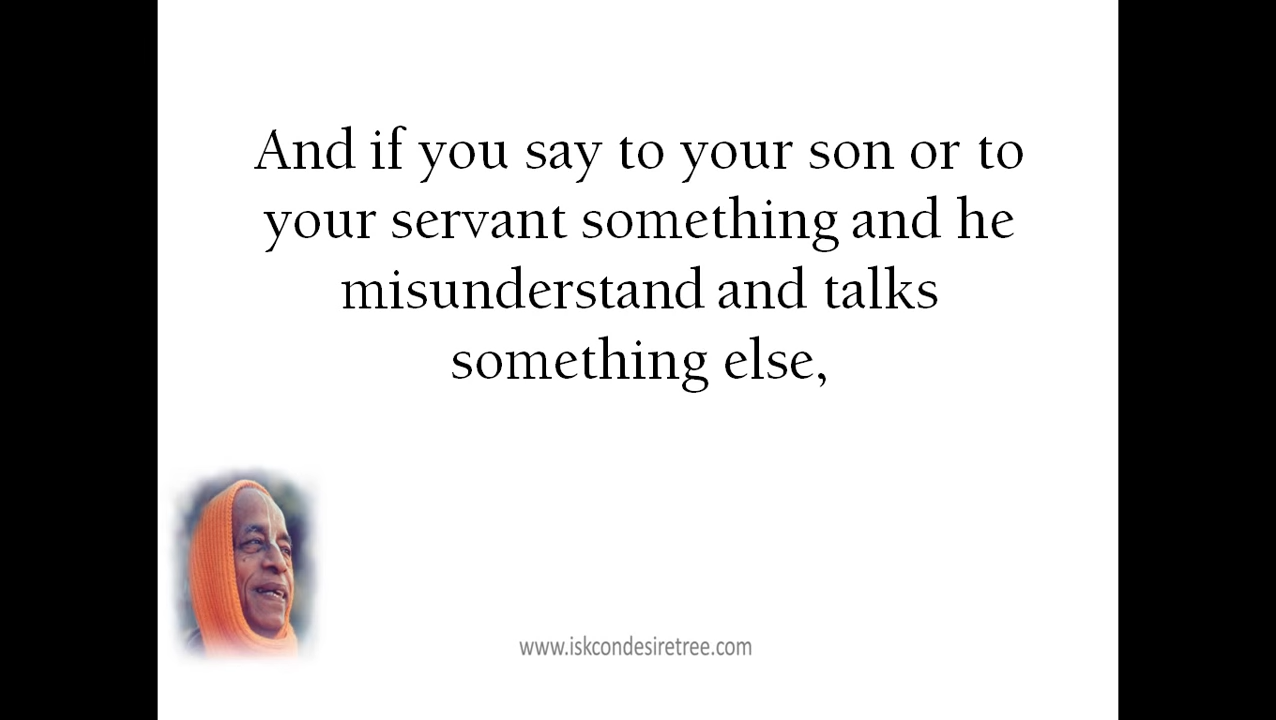 And if you say to your son or to
your servant something and he
misunderstand and talks
something else,
www.iskcondesiretree.com